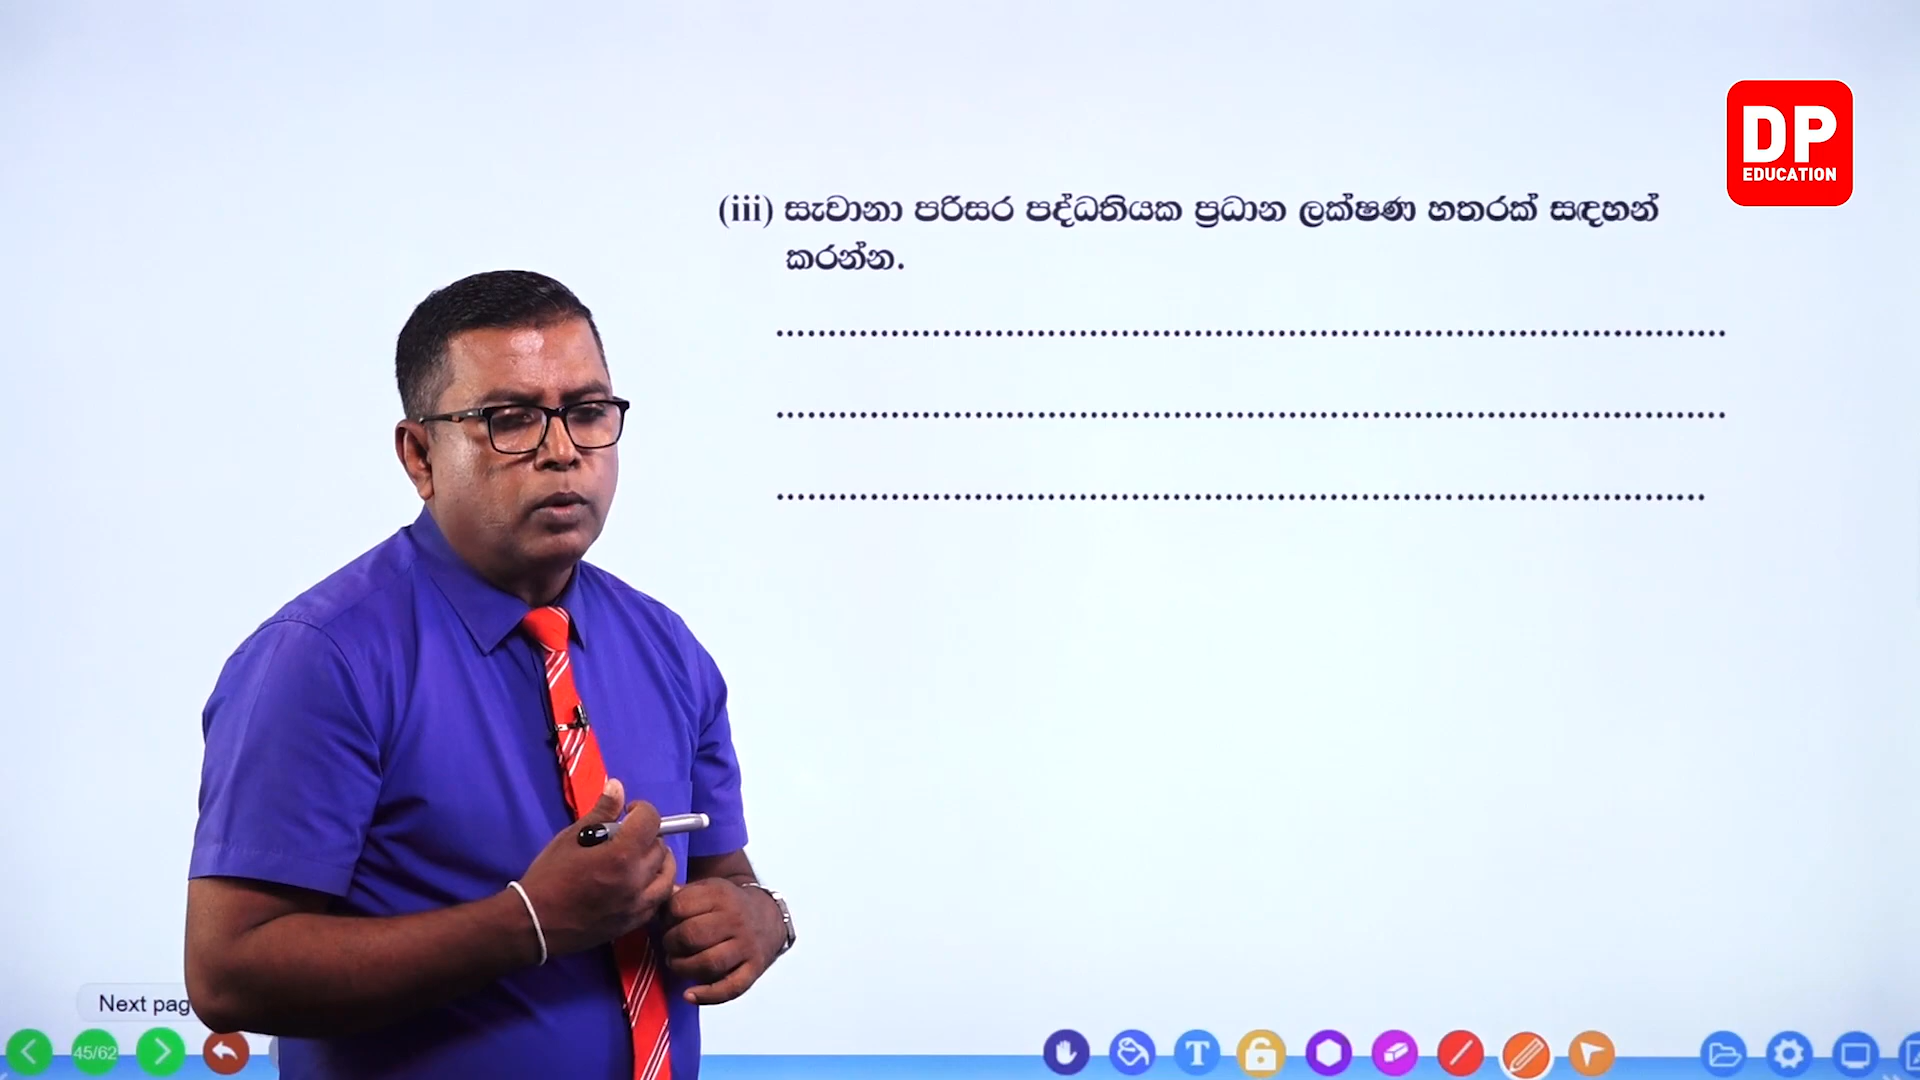 DP
EDUCATION
(iii) සැවානා පරිසර පද්ධතියක ප්‍රධාන ලක්ෂණ හතරක් සඳහන්
කරන්න.
Next pag
45/62
T